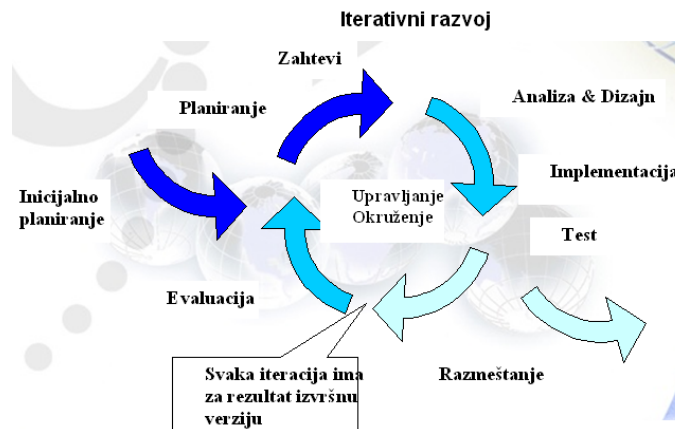 Iterativni razvoj
Zahtevi
Planiranje
Analiza & Dizajn
Implementacija
Inicijalno
planiranje
Upravljanje
Okruženje
Test
Evaluacija
Svaka iteracija ima
za rezultat izvršnu
verziju
Razmeštanje